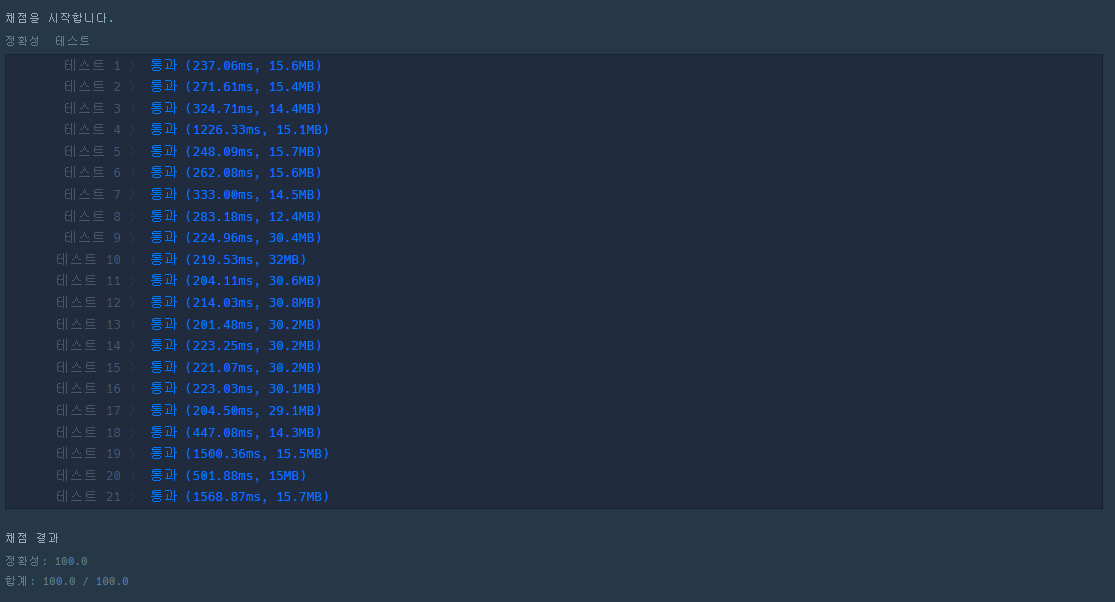 채점을 시작합니다.
정확성 테스트
테스트 1 〉 통과 (237.06ms, 15.6MB)
테스트 2 〉 통과 (271.61ms, 15.4MB)
테스트 3 〉 통과 (324.71ms, 14.4MB)
테스트 4 〉 통과 (1226.33ms, 15.1MB)
테스트 5 〉 통과 (248.09ms, 15.7MB)
테스트 6 〉 통과 (262.08ms, 15.6MB)
테스트 7 〉 통과 (333.00ms, 14.5MB)
테스트 8 〉 통과 (283.18ms, 12.4MB)
테스트 9 〉 통과 (224.96ms, 30.4MB)
테스트 10 〉 통과 (219.53ms, 32MB)
테스트 11 〉 통과 (204.11ms, 30.6MB)
테스트 12 〉 통과 (214.03ms, 30.8MB)
테스트 13 〉 통과 (201.48ms, 30.2MB)
테스트 14 〉 통과 (223.25ms, 30.2MB)
테스트 15 〉 통과 (221.07ms, 30.2MB)
테스트 16 〉 통과 (223.03ms, 30.1MB)
테스트 17 〉 통과 (204.50ms, 29.1MB)
테스트 18 〉 통과 (447.08ms, 14.3MB)
테스트 19 〉 통과 (1500.36ms, 15.5MB)
테스트 20 〉 통과 (501.88ms, 15MB)
테스트 21 〉 통과 (1568.87ms, 15.7MB)
채점 결과
정확성: 100.0
합계: 100.0 / 100.0